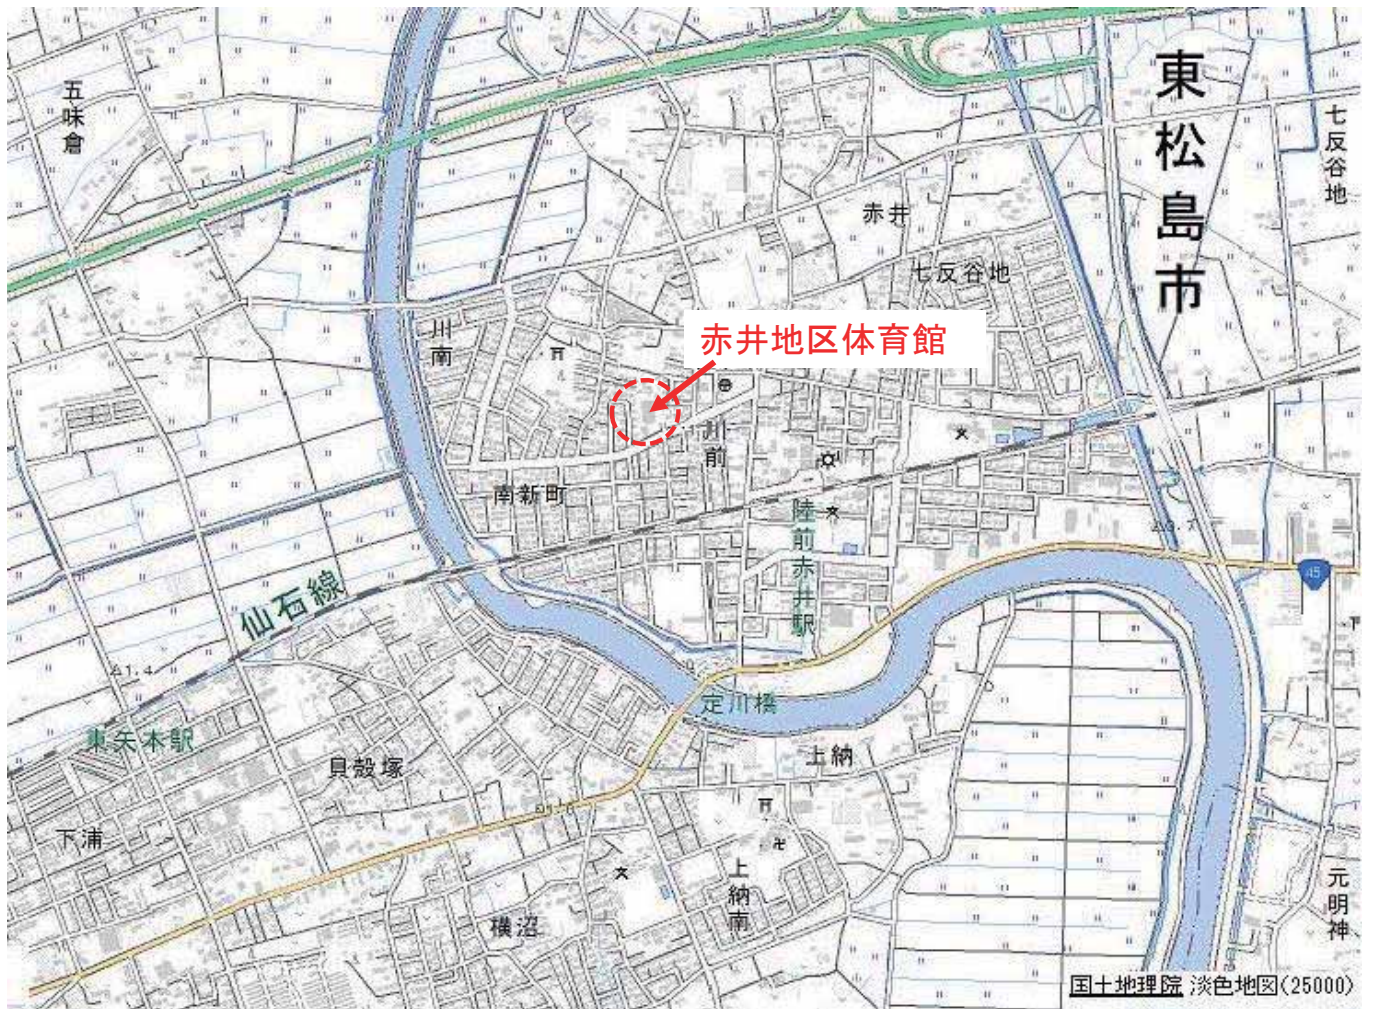 東松島市
五味倉
七反谷地
赤井
七反谷地
川南
赤井地区体育館
川前
南新町
陸前赤井駅
仙石線
45
1.4
定川橋
東矢本駅
上納
貝殻塚
下浦
上納南
横沼
元明神
国土地理院 淡色地図(25000)